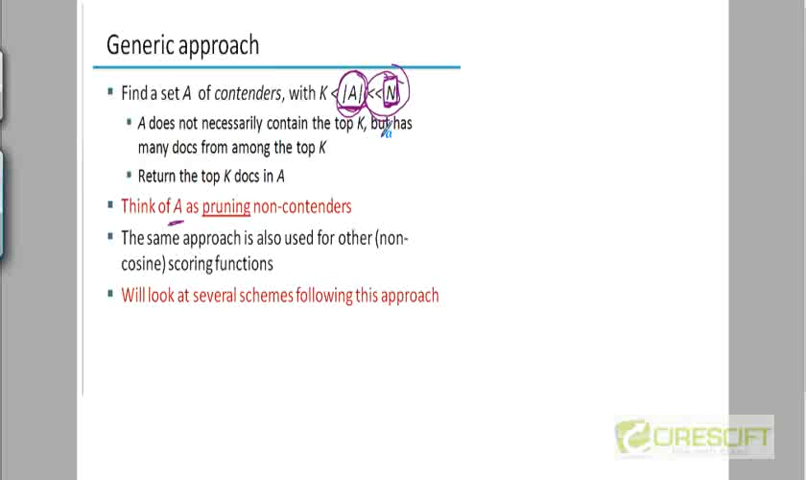 Generic approach
▪ Find a set A of contenders, with K < |A| << N
▪ A does not necessarily contain the top K, but has
many docs from among the top K
▪ Return the top K docs in A
▪ Think of A as pruning non-contenders
▪ The same approach is also used for other (non-
cosine) scoring functions
▪ Will look at several schemes following this approach